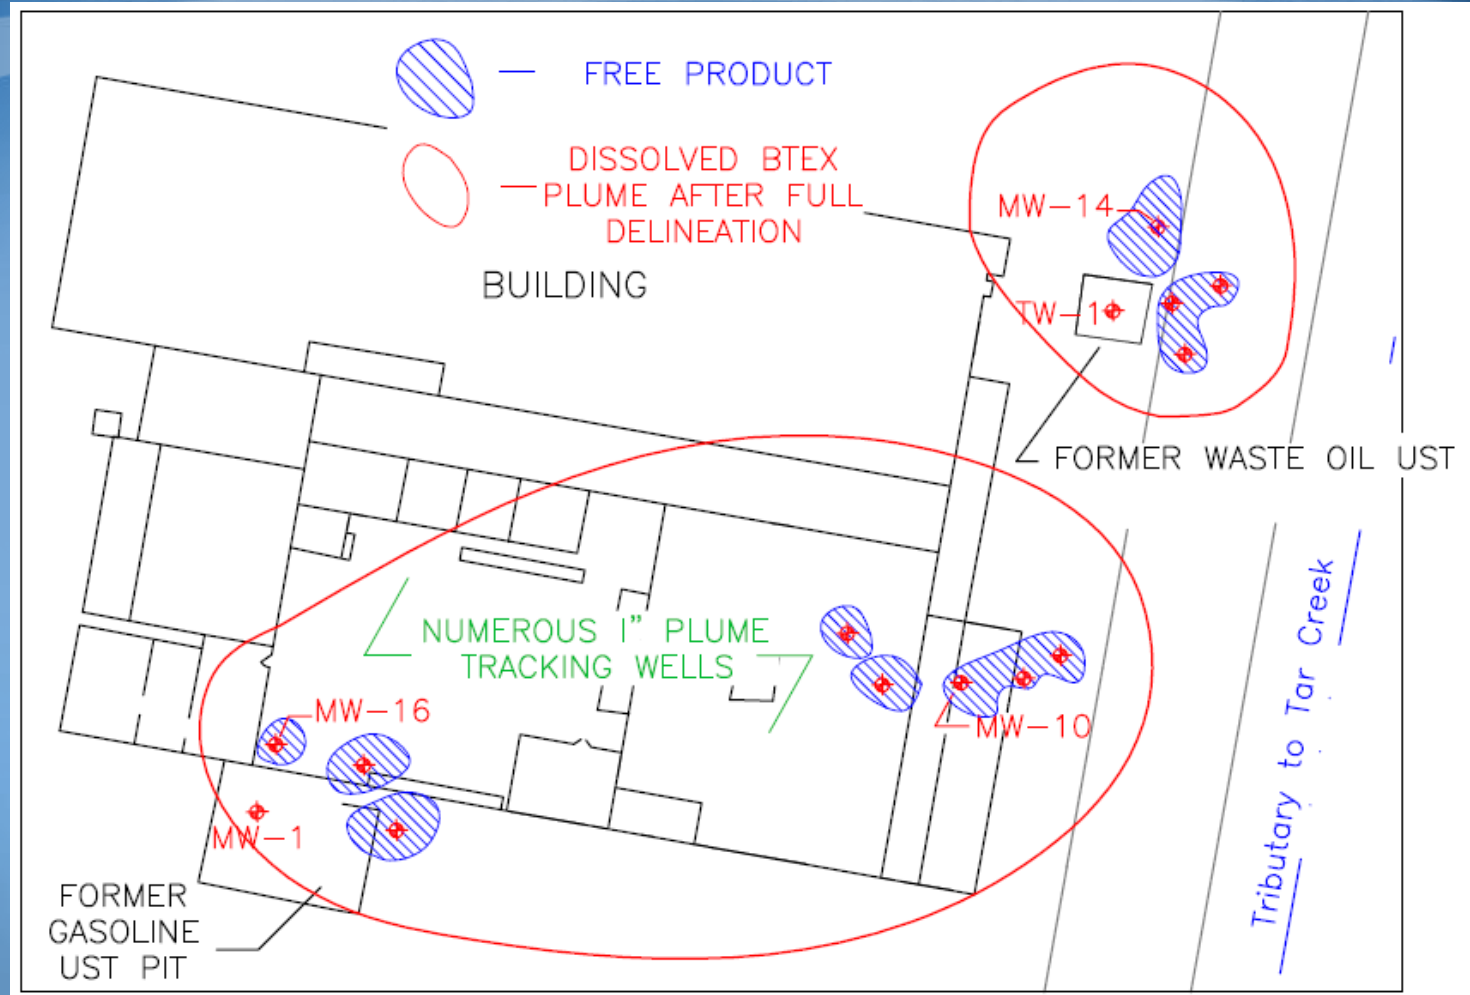 FREE PRODUCT
DISSOLVED BTEX
PLUME AFTER FULL
DELINEATION
BUILDING
MW-14
TW-1
FORMER WASTE OIL UST
NUMEROUS 1" PLUME
TRACKING WELLS
MW-16
MW-10
MW-1
FORMER
GASOLINE
UST PIT
Tributary to Tar Creek